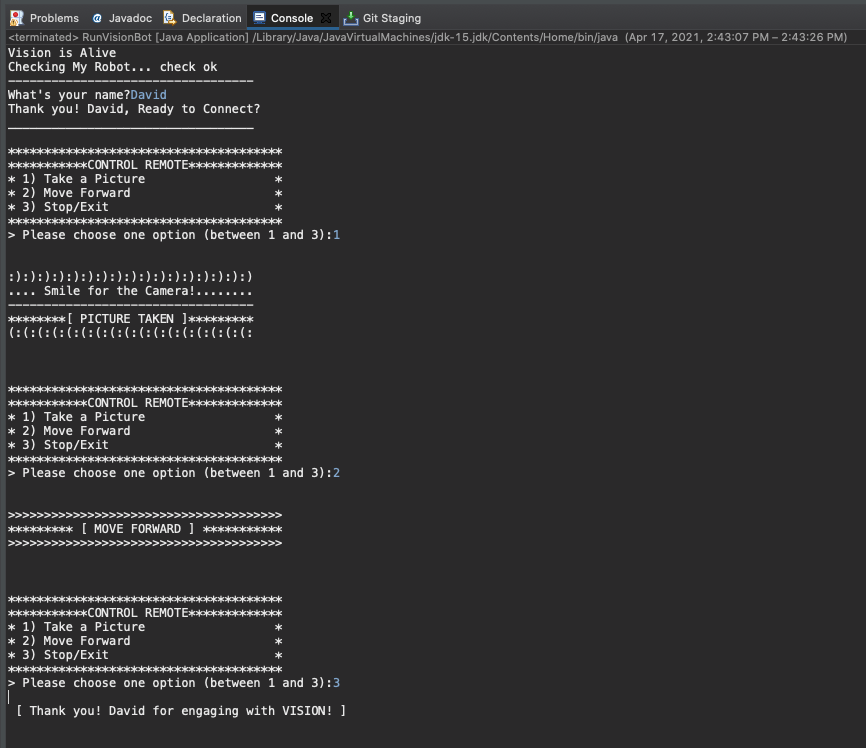 Problems Javadoc Declaration Console Git Staging
<terminated> RunVisionBot [Java Application] /Library/Java/JavaVirtualMachines/jdk-15.jdk/Contents/Home/bin/java (Apr 17, 2021, 2:43:07 PM – 2:43:26 PM)
Vision is Alive
Checking My Robot... check ok
----------------------------------
What's your name?David
Thank you! David, Ready to Connect?
__________________________________
**************************************
***********CONTROL REMOTE*************
* 1) Take a Picture                  *
* 2) Move Forward                    *
* 3) Stop/Exit                       *
**************************************
> Please choose one option (between 1 and 3):1
:):):):):):):):):):):):):):):):):)
.... Smile for the Camera!........
----------------------------------
********[ PICTURE TAKEN ]*********
(:(:(:(:(:(:(:(:(:(:(:(:(:(:(:(:(:
**************************************
***********CONTROL REMOTE*************
* 1) Take a Picture                  *
* 2) Move Forward                    *
* 3) Stop/Exit                       *
**************************************
> Please choose one option (between 1 and 3):2
>>>>>>>>>>>>>>>>>>>>>>>>>>>>>>>>>>>>>>
********* [ MOVE FORWARD ] ***********
>>>>>>>>>>>>>>>>>>>>>>>>>>>>>>>>>>>>>>
**************************************
***********CONTROL REMOTE*************
* 1) Take a Picture                  *
* 2) Move Forward                    *
* 3) Stop/Exit                       *
**************************************
> Please choose one option (between 1 and 3):3
[ Thank you! David for engaging with VISION! ]